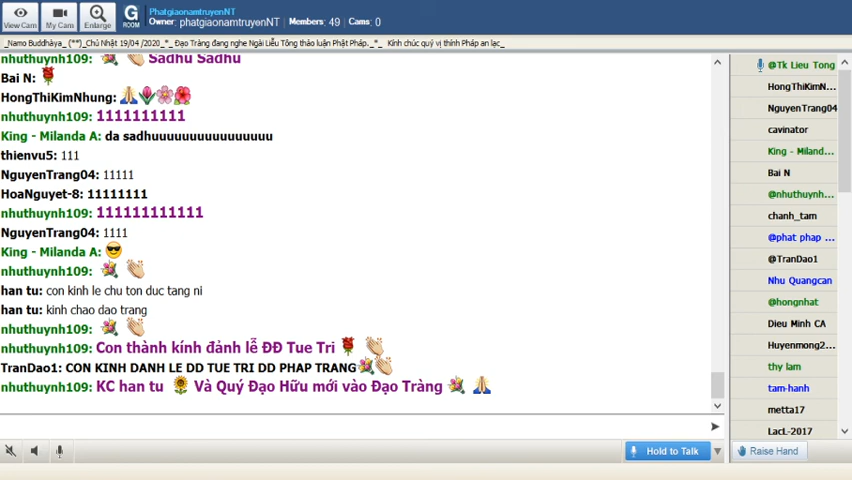 View Cam
My Cam
Enlarge
G ROOM
PhatgiaonamtruyenNT
Owner: phatgiaonamtruyenNT Members: 49 Cams: 0
_Namo Buddhàya_ (**)_Chủ Nhật 19/04 /2020_*_ Đạo Tràng đang nghe Ngài Liễu Tông thảo luận Phật Pháp._*_ Kính chúc quý vị thính Pháp an lạc_
nhuthuynh109: Sadhu Sadhu
Bai N:
HongThiKimNhung:
nhuthuynh109: 1111111111
King - Milanda A: da sadhuuuuuuuuuuuuuuuuu
thienvu5: 111
NguyenTrang04: 11111
HoaNguyet-8: 11111111
nhuthuynh109: 111111111111
NguyenTrang04: 1111
King - Milanda A:
nhuthuynh109:
han tu: con kinh le chu ton duc tang ni
han tu: kinh chao dao trang
nhuthuynh109:
nhuthuynh109: Con thành kính đảnh lễ ĐĐ Tue Tri
TranDao1: CON KINH DANH LE DD TUE TRI DD PHAP TRANG
nhuthuynh109: KC han tu Và Quý Đạo Hữu mới vào Đạo Tràng
@Tk Lieu Tong
HongThiKimN...
NguyenTrang04
cavinator
King - Miland...
Bai N
@nhuthuynh...
chanh_tam
@phat phap ...
@TranDao1
Nhu Quangcan
@hongnhat
Dieu Minh CA
Huyenmong2...
thy lam
tam-hanh
metta17
LacL-2017
Hold to Talk
Raise Hand